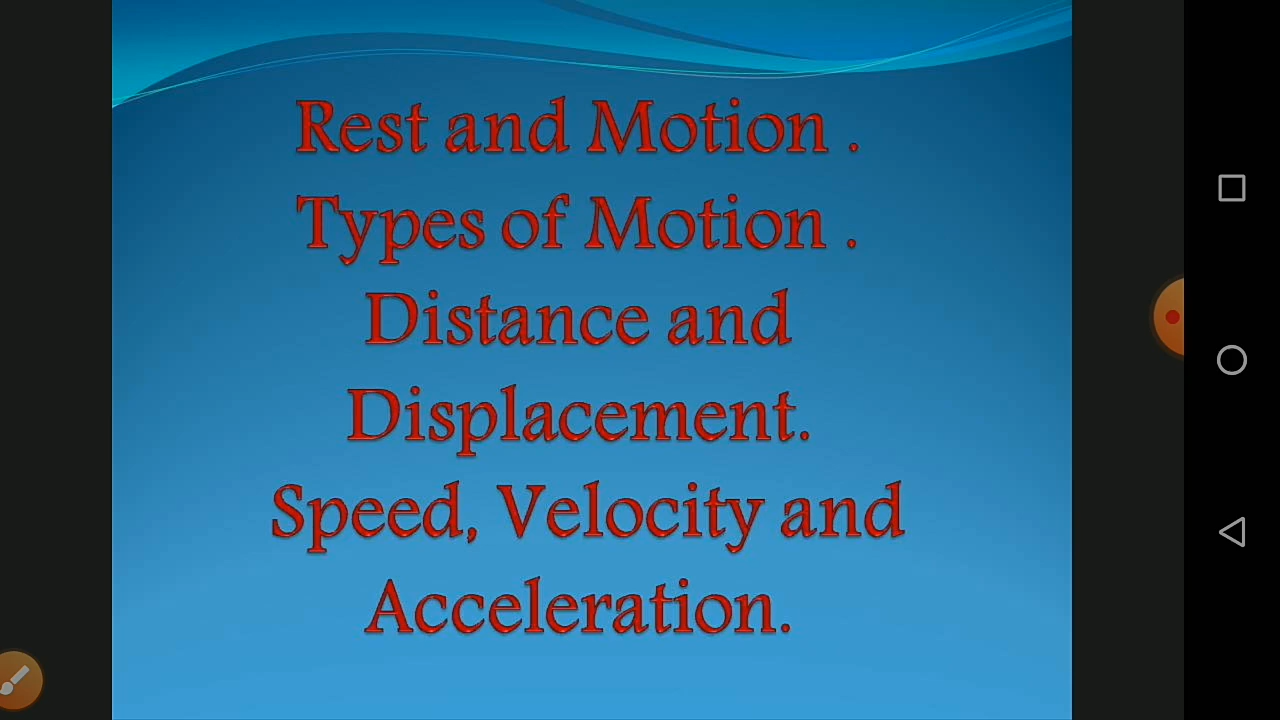 Rest and Motion .
Types of Motion .
Distance and
Displacement.
Speed, Velocity and
Acceleration.